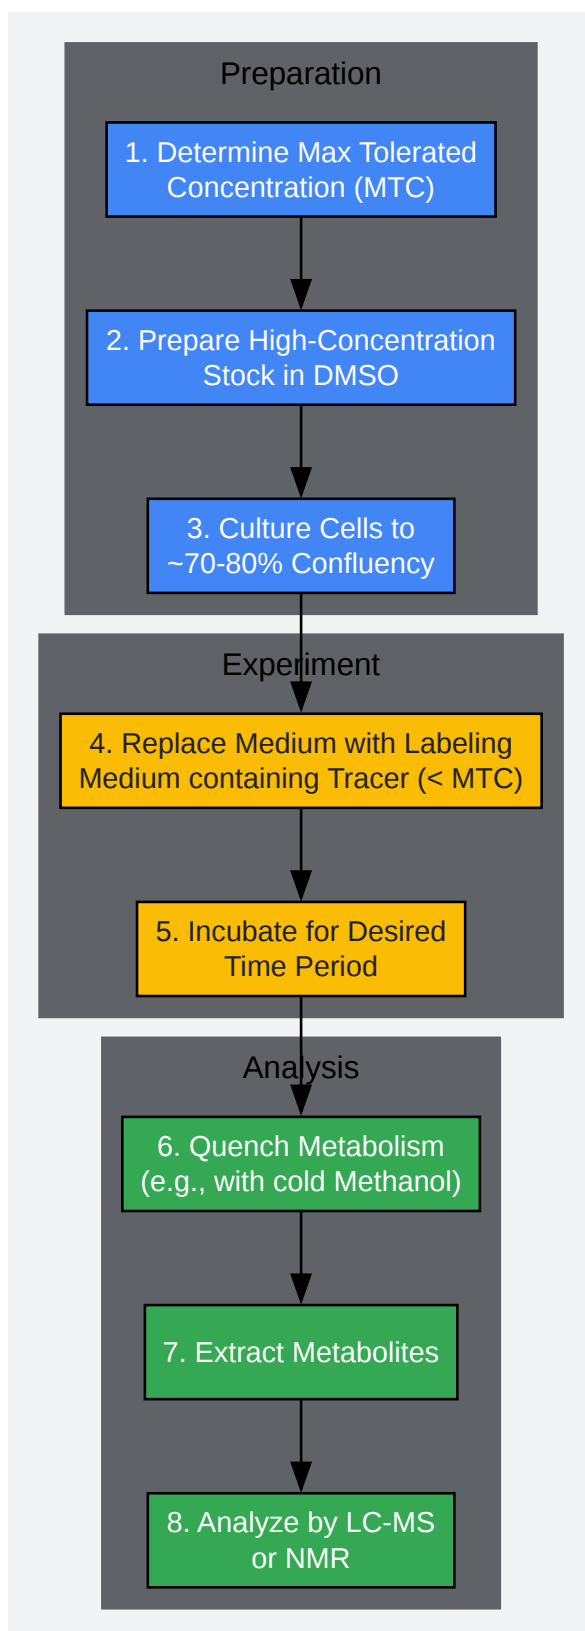 Preparation
1. Determine Max Tolerated
Concentration (MTC)
2. Prepare High-Concentration
Stock in DMSO
3. Culture Cells to
~70-80% Confluency
Experiment
4. Replace Medium with Labeling
Medium containing Tracer (< MTC)
5. Incubate for Desired
Time Period
Analysis
6. Quench Metabolism
(e.g., with cold Methanol)
7. Extract Metabolites
8. Analyze by LC-MS
or NMR